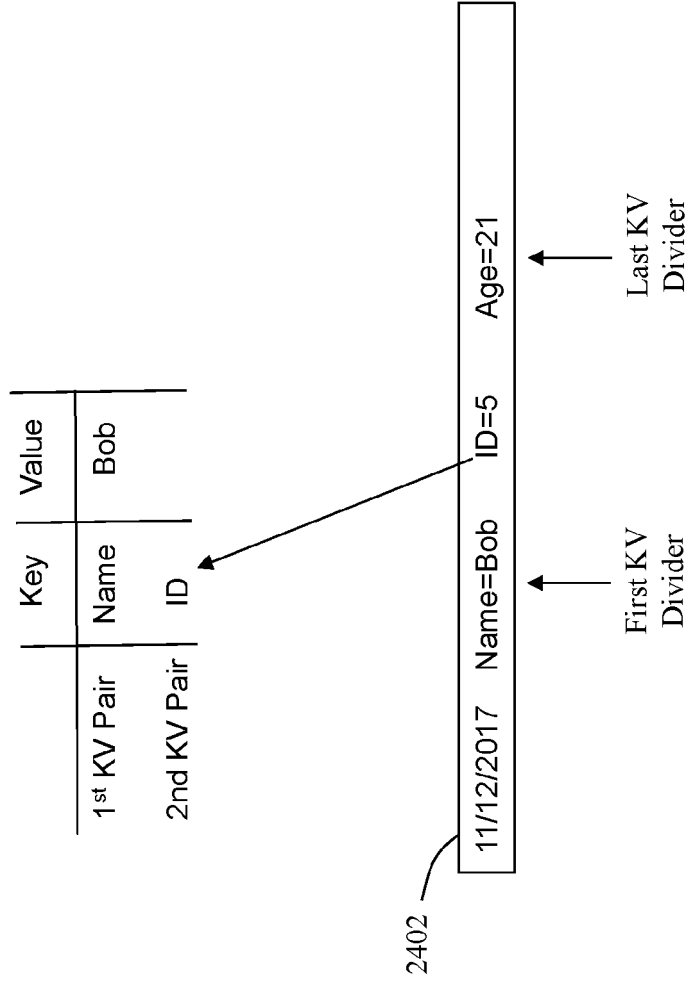 Key Value
1st KV Pair Name Bob
2nd KV Pair ID
2402
11/12/2017 Name=Bob ID=5 Age=21
First KV
Divider
Last KV
Divider